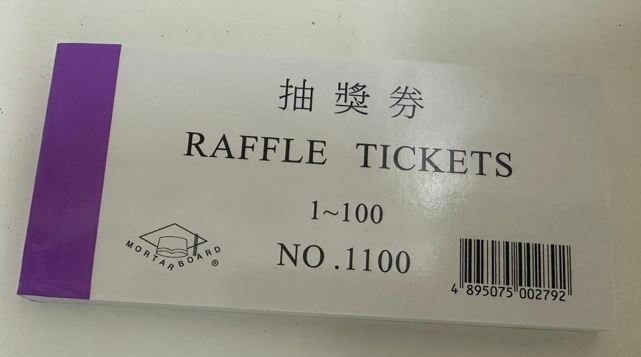 抽獎券
RAFFLE TICKETS
1~100
NO.1100
MORTARBOARD ®
4 895075 002792